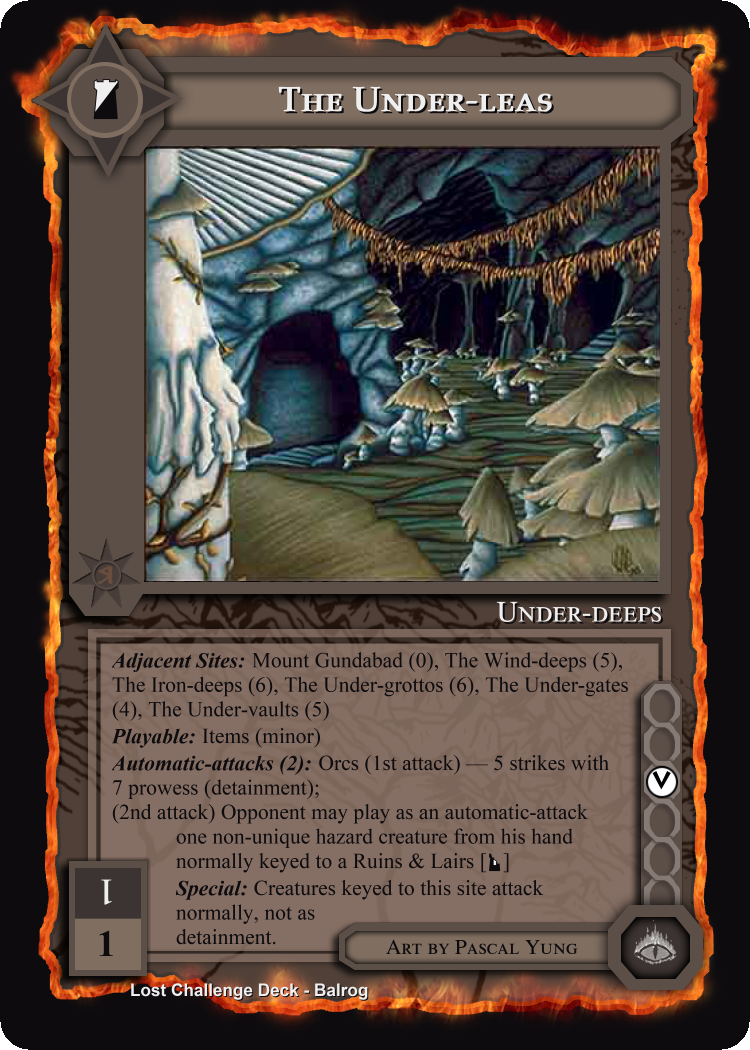 The Under-leas
Under-deeps
Adjacent Sites: Mount Gundabad (0), The Wind-deeps (5),
The Iron-deeps (6), The Under-grottos (6), The Under-gates
(4), The Under-vaults (5)
Playable: Items (minor)
Automatic-attacks (2): Orcs (1st attack) — 5 strikes with
7 prowess (detainment);
(2nd attack) Opponent may play as an automatic-attack
one non-unique hazard creature from his hand
normally keyed to a Ruins & Lairs [ ]
Special: Creatures keyed to this site attack
normally, not as
detainment.
1
1
Art by Pascal Yung
Lost Challenge Deck - Balrog